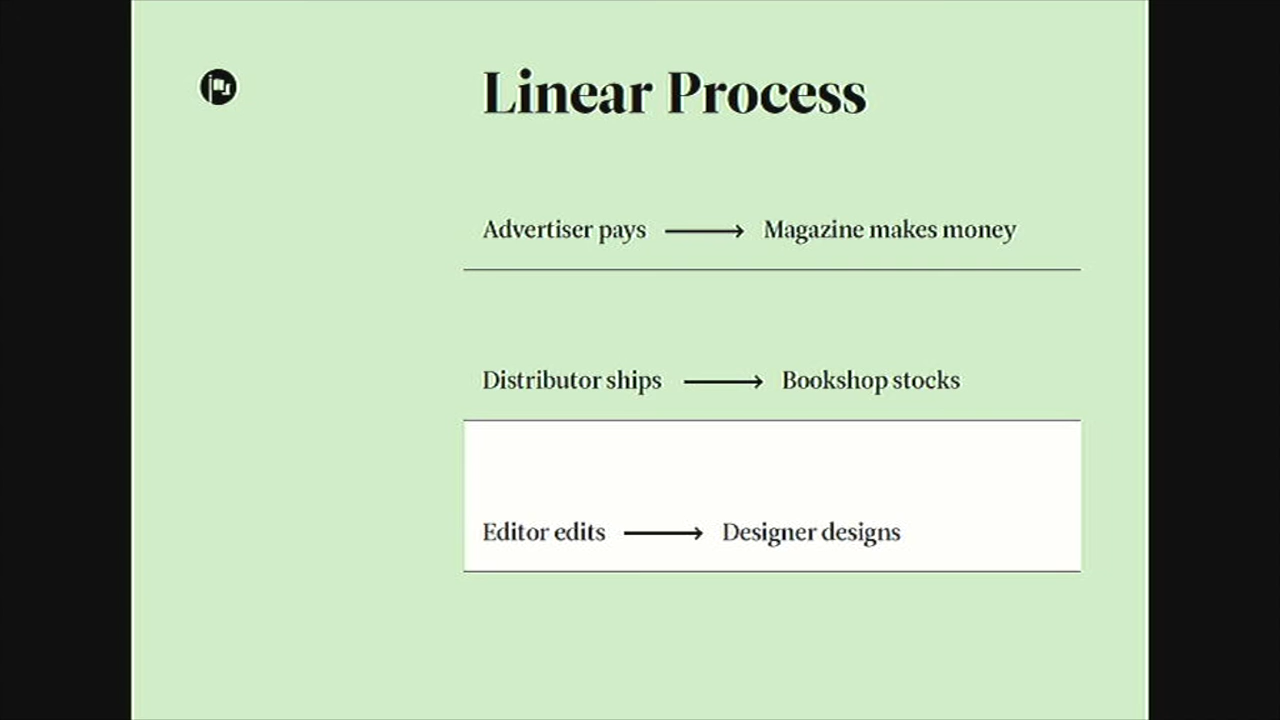 Linear Process
Advertiser pays → Magazine makes money
Distributor ships → Bookshop stocks
Editor edits → Designer designs